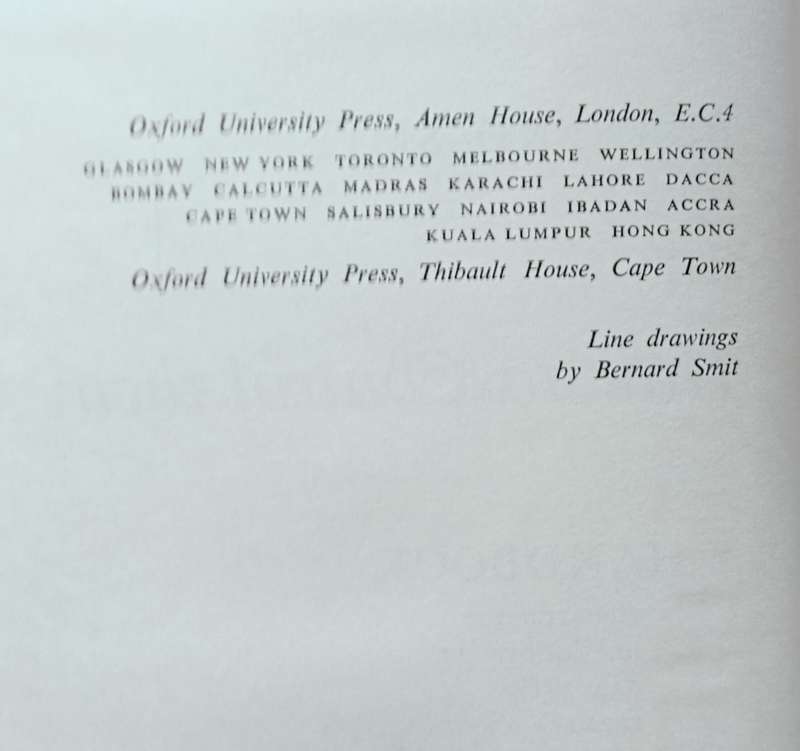 Oxford University Press, Amen House, London, E.C.4
GLASGOW NEW YORK TORONTO MELBOURNE WELLINGTON
BOMBAY CALCUTTA MADRAS KARACHI LAHORE DACCA
CAPE TOWN SALISBURY NAIROBI IBADAN ACCRA
KUALA LUMPUR HONG KONG
Oxford University Press, Thibault House, Cape Town
Line drawings
by Bernard Smit